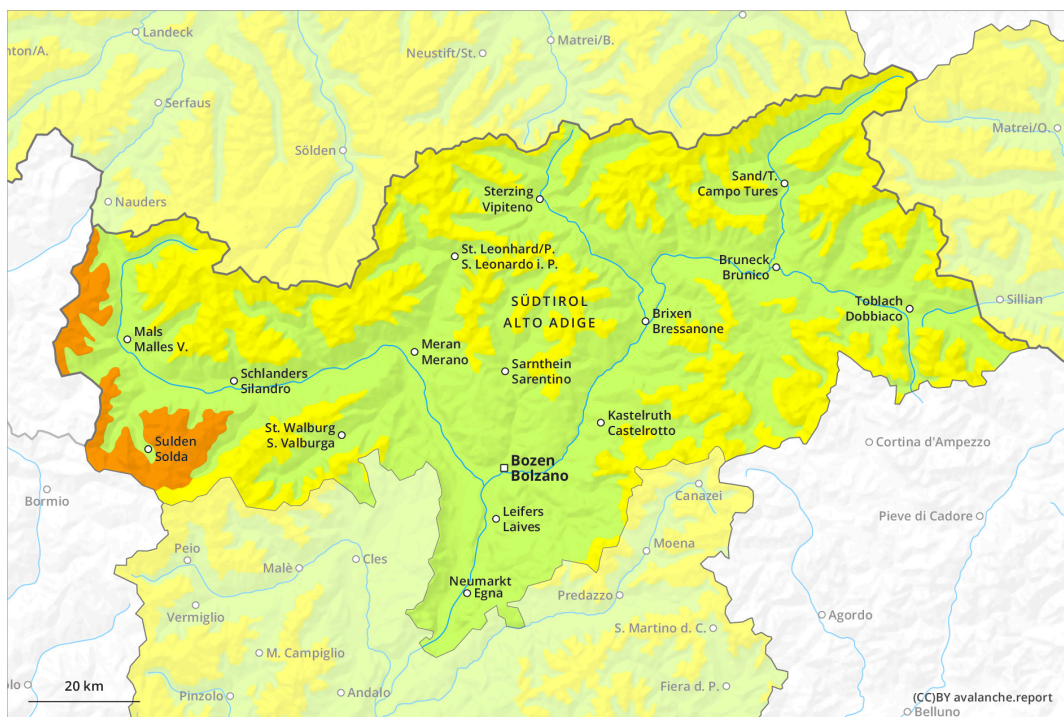 Landeck
Matrei/B.
nton/A.
Neustift/St.
Serfaus
Matrei/O.
Sölden
Sand/T.
Campo Tures
Sterzing
Vipiteno
Nauders
St. Leonhard/P.
S. Leonardo i. P.
Bruneck
Brunico
SÜDTIROL
ALTO ADIGE
Toblach
Dobbiaco
Sillian
Brixen
Bressanone
Mals
Malles V.
Meran
Merano
Sarnthein
Sarentino
Schlanders
Silandro
Kastelruth
Castelrotto
St. Walburg
S. Valburga
Sulden
Solda
Cortina d'Ampezzo
Bozen
Bolzano
Bormio
Canazei
Leifers
Laives
Pieve di Cadore
Peio
Cles
Moena
Malè
Neumarkt
Egna
Predazzo
Vermiglio
Agordo
S. Martino d. C.
M. Campiglio
20 km
olo
Pinzolo
Andalo
Fiera d. P.
(CC)BY avalanche.report
Belluno